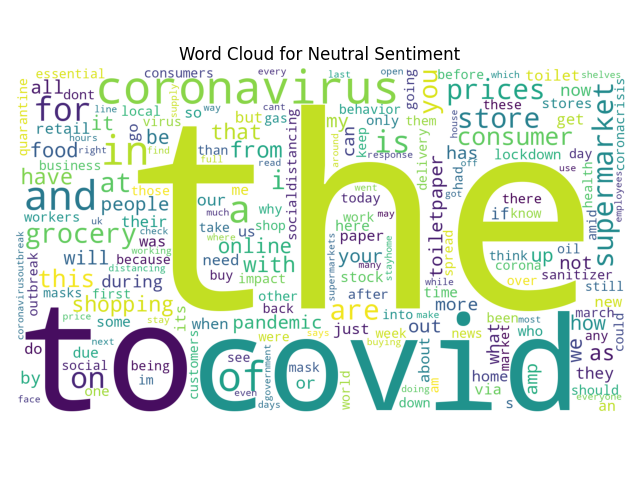 Word Cloud for Neutral Sentiment
essential
consumers
every
last
open
which
shelves
all
dont
coronavirus
going
you
before
toilet
prices
now
quarantine
for
line
local
supply
so
way
cant
behavior
these
stores
it
go
virus
but
gas
my
only
them
store
get
retail
be
that
socialdistancing
can
keep
is
delivery
house
consumer
supermarket
coronacrisis
hours
food
right
in
find
than
from
around
response
has
lockdown
day
business
full
read
toiletpaper
off
use
have
at
those
me
i
went
got
had
health
employees
and
people
our
today
there
the
workers
uk
their
much
a
why
work
may
if
know
amid
grocery
check
take
us
shop
here
was
where
online
paper
many
stayhome
spread
think
up
oil
not
coronavirusoutbreak
outbreak
will
because
working
distancing
need
with
supermarkets
your
corona
this
during
buy
impact
stock
while
over
sanitizer
still
masks
first
shopping
other
after
time
more
new
price
stay
its
back
are
into
make
been
most
march
could
to
some
when
pandemic
just
week
out
news
who
how
do
next
were
says
buying
about
what
market
we
as
due
social
being
customers
see
government
covid
any
by
on
im
of
mask
or
home
amp
they
one
even
world
doing
am
via
should
face
days
down
s
an
everyone